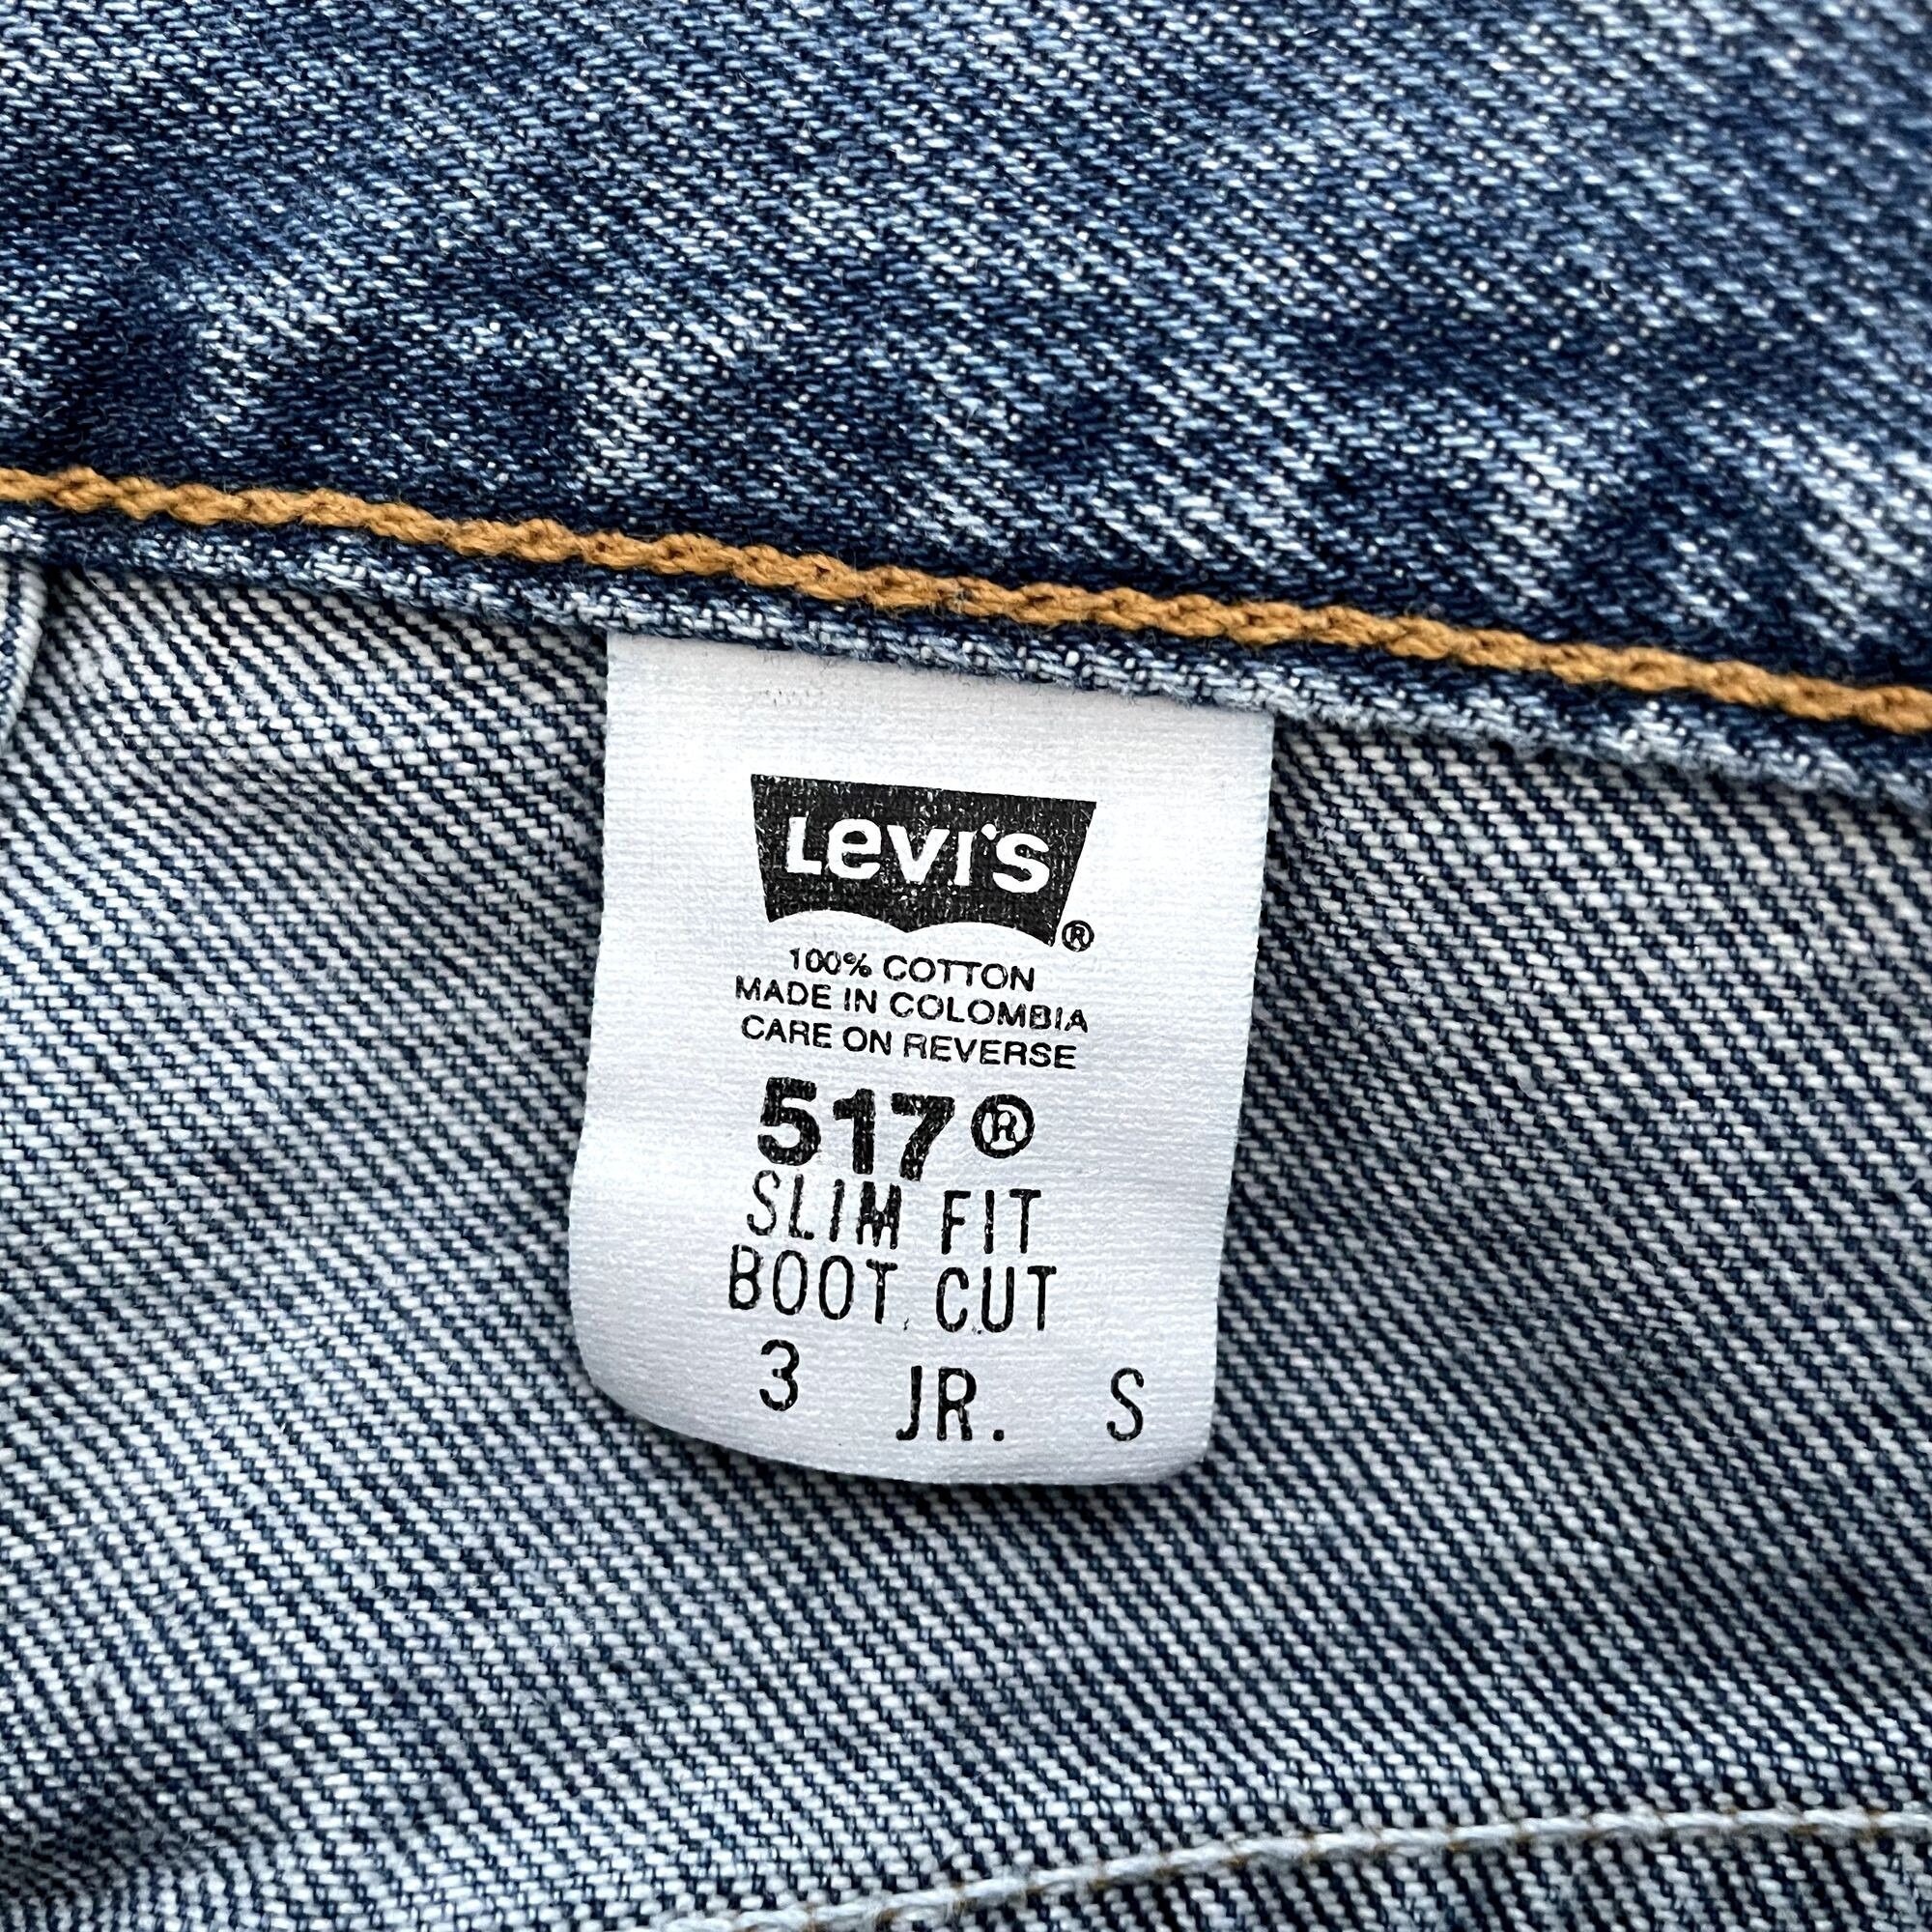 Levi's ®
100% COTTON
MADE IN COLOMBIA
CARE ON REVERSE
517®
SLIM FIT
BOOT CUT
3 JR. S